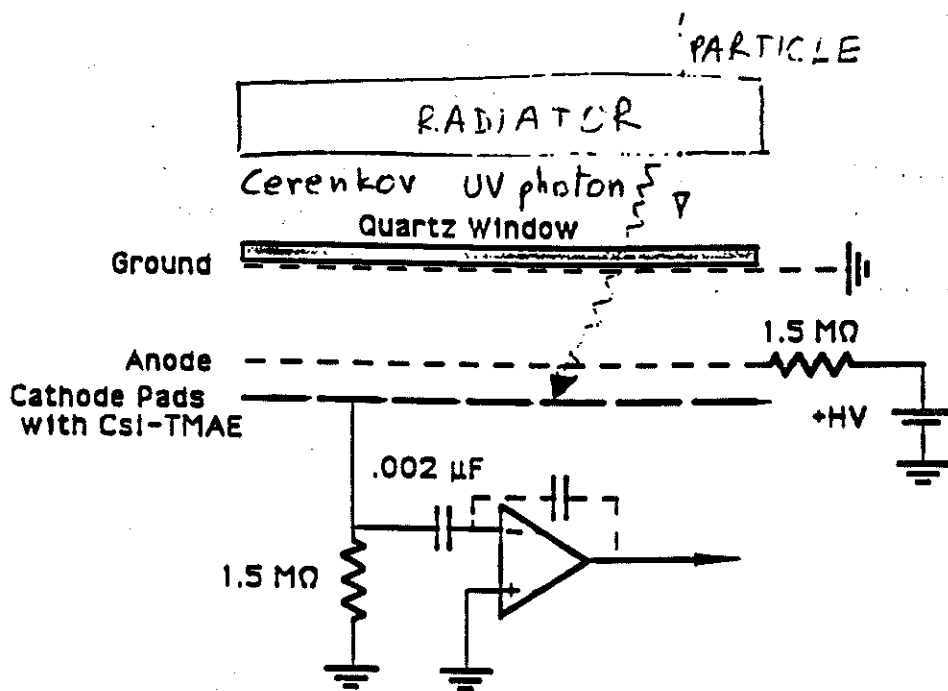 PARTICLE
RADIATOR
Cerenkov UV photon
Quartz Window
Ground
1.5 MΩ
Anode
Cathode Pads
with CsI-TMAE
+HV
.002 µF
-
+
1.5 MΩ